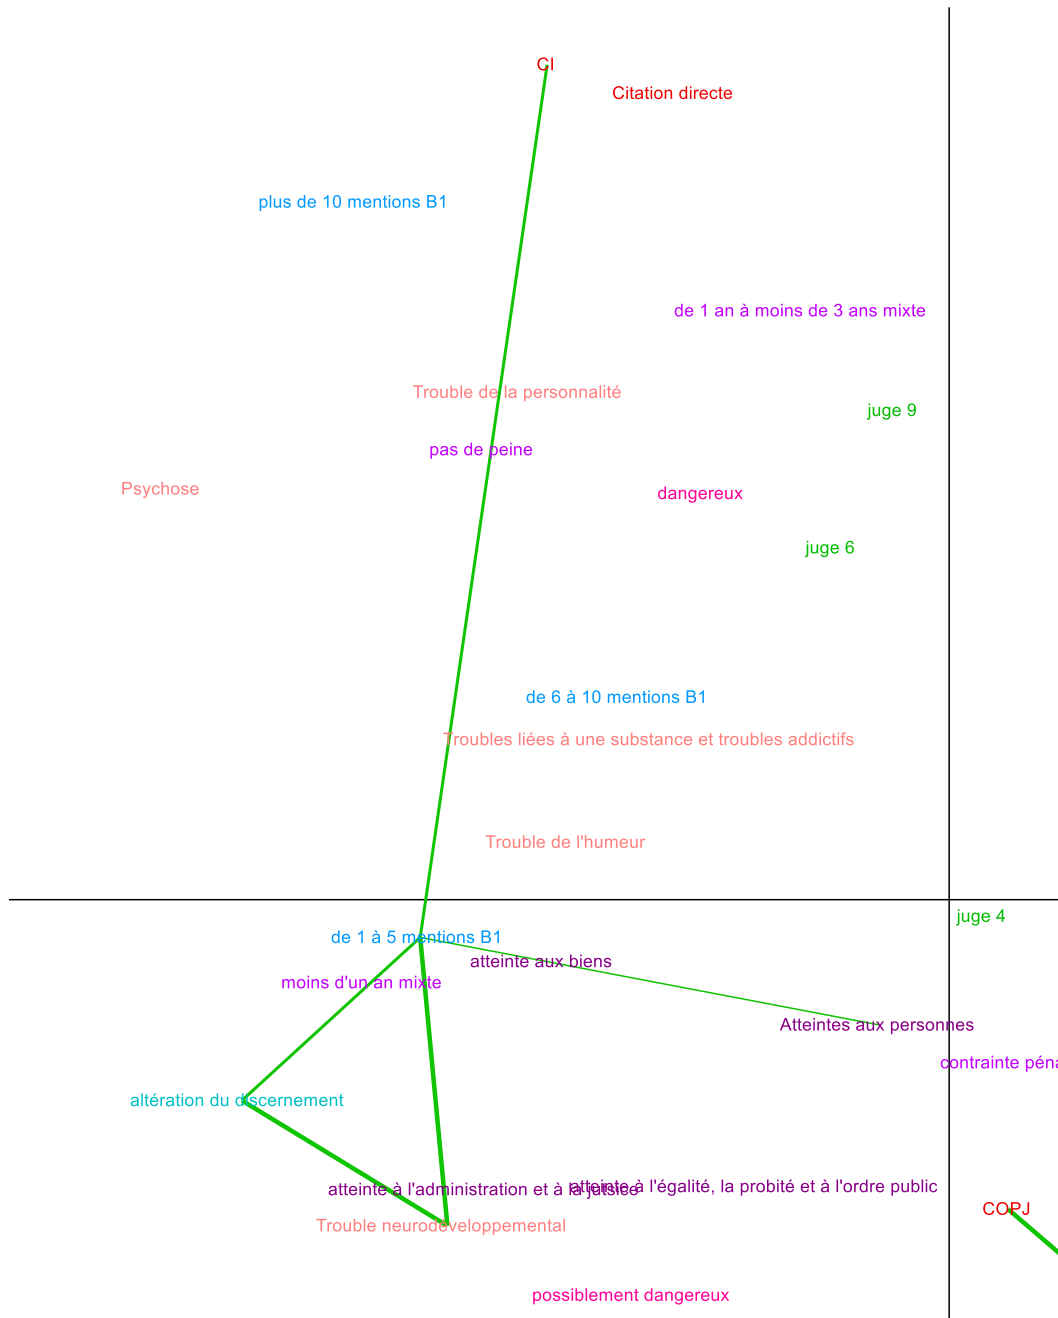 CI
Citation directe
plus de 10 mentions B1
de 1 an à moins de 3 ans mixte
Trouble de la personnalité
juge 9
pas de peine
Psychose
dangereux
juge 6
de 6 à 10 mentions B1
Troubles liées à une substance et troubles addictifs
Trouble de l'humeur
juge 4
de 1 à 5 mentions B1
atteinte aux biens
moins d'un an mixte
Atteintes aux personnes
contrainte péna
altération du discernement
atteinte à l'administration et à la jutsice
atteinte à l'égalité, la probité et à l'ordre public
COPJ
Trouble neurodéveloppemental
possiblement dangereux